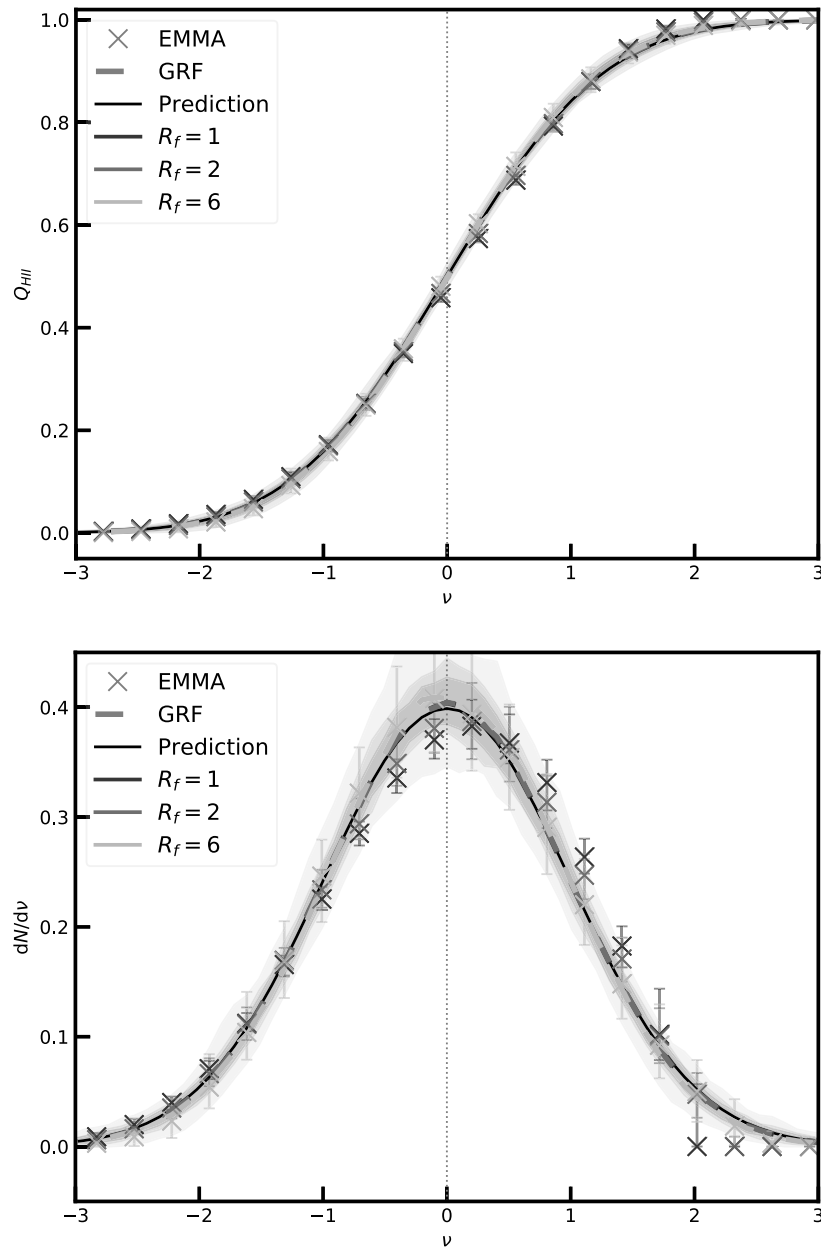 1.0
0.8
0.6
0.4
0.2
0.0
Q_{HII}
EMMA
GRF
Prediction
R_f = 1
R_f = 2
R_f = 6
−3 −2 −1 0 1 2 3
ν
0.4
0.3
0.2
0.1
0.0
dN/dν
EMMA
GRF
Prediction
R_f = 1
R_f = 2
R_f = 6
−3 −2 −1 0 1 2 3
ν